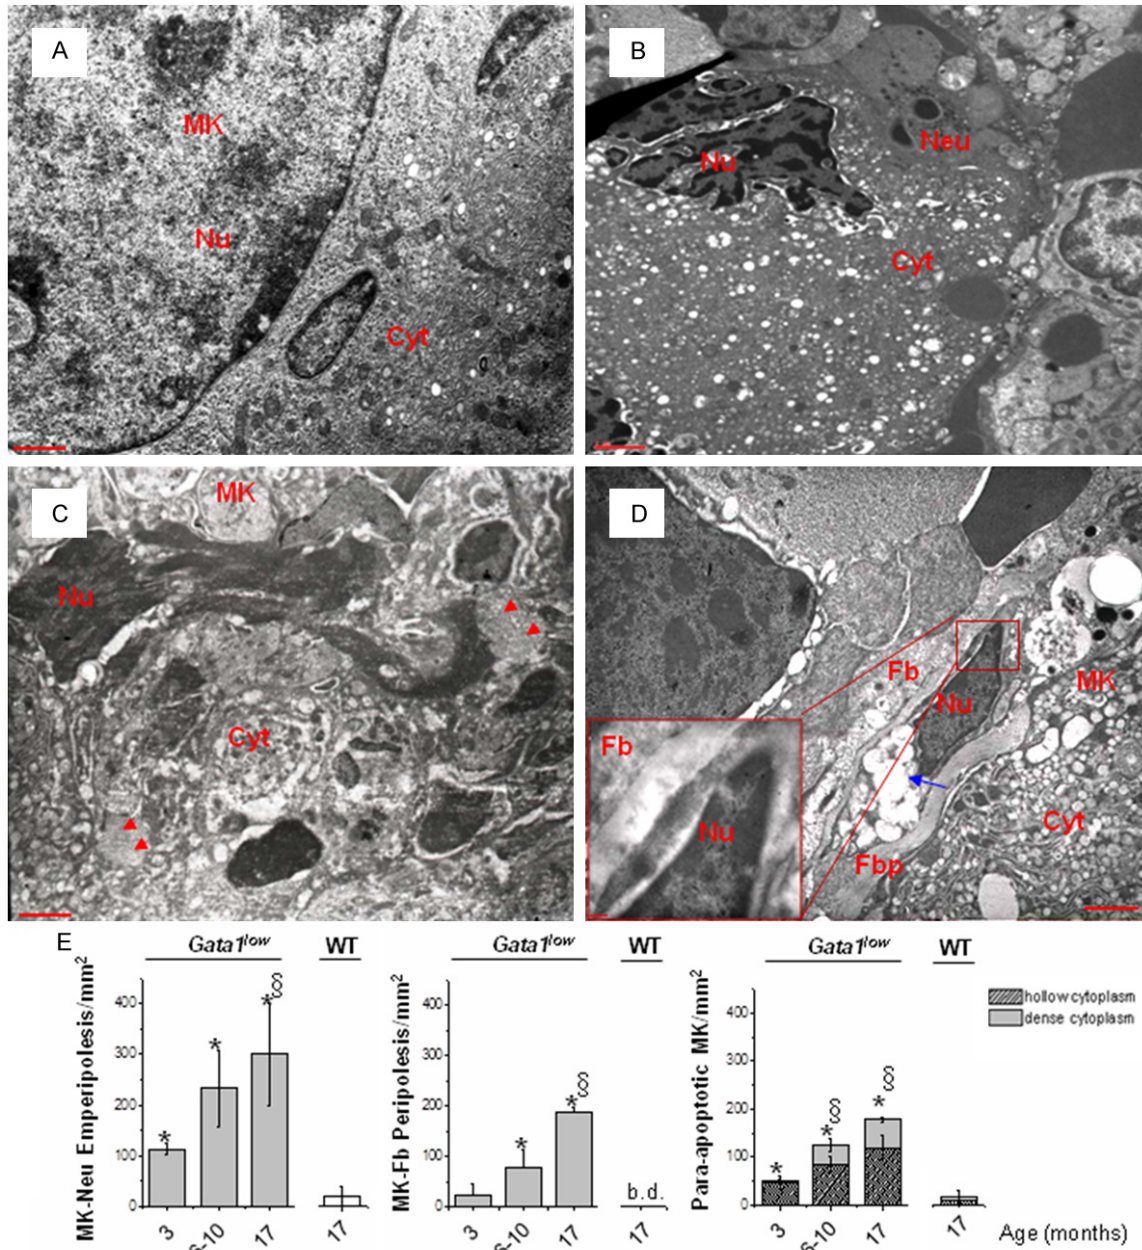 A
MK
Nu
Cyt
B
Nu
Neu
Cyt
C
MK
Nu
Cyt
D
Fb
Nu
MK
Fb
Nu
Fbp
Cyt
E
Gata1low WT
MK-Neu Emperipolesis/mm2
400
300
200
100
0
*
*
*§
3 6-10 17 17
Gata1low WT
MK-Fb Peripolesis/mm2
400
300
200
100
0
*
*§
b.d.
3 6-10 17 17
Gata1low WT
Para-apoptotic MK/mm2
400
300
200
100
0
*
*§
*§
3 6-10 17 17
hollow cytoplasm
dense cytoplasm
Age (months)